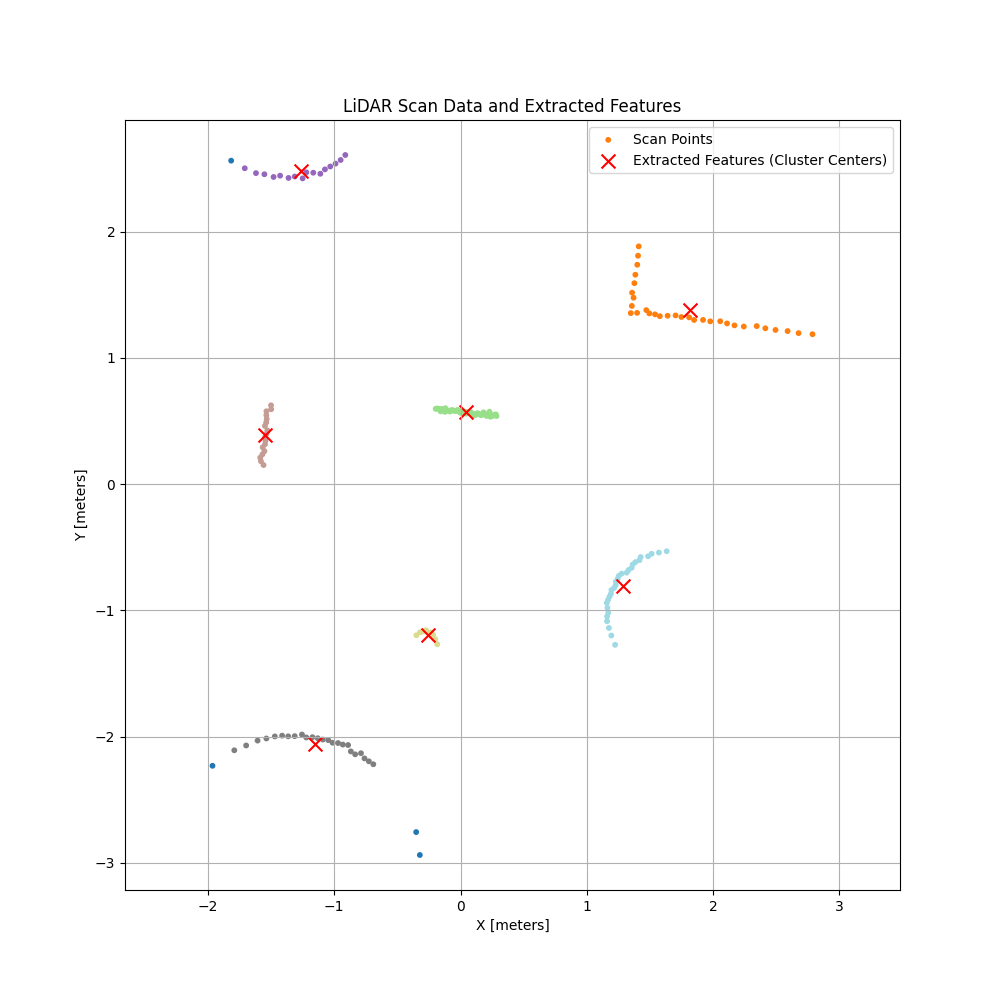 LiDAR Scan Data and Extracted Features
Scan Points
Extracted Features (Cluster Centers)
2
1
0
−1
−2
−3
Y [meters]
−2 −1 0 1 2 3
X [meters]